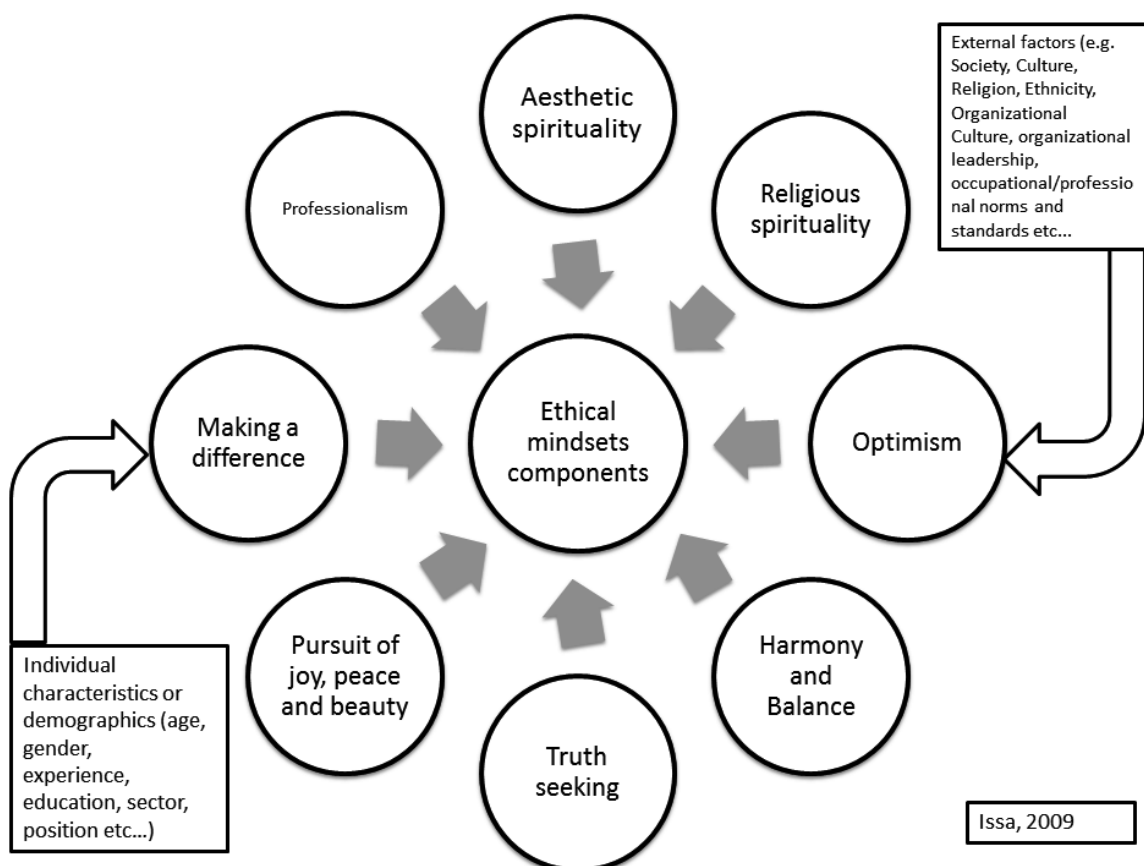 Aesthetic
spirituality
Religious
spirituality
Optimism
Harmony
and
Balance
Truth
seeking
Pursuit of
joy, peace
and beauty
Making a
difference
Professionalism
Ethical
mindsets
components
External factors (e.g.
Society, Culture,
Religion, Ethnicity,
Organizational
Culture, organizational
leadership,
occupational/professio
nal norms and
standards etc...
Individual
characteristics or
demographics (age,
gender,
experience,
education, sector,
position etc...)
Issa, 2009